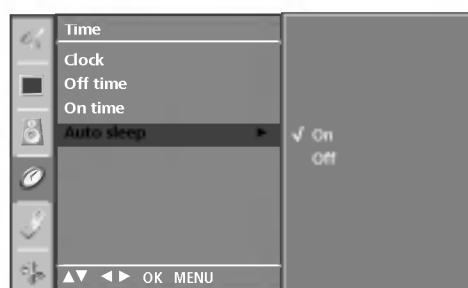 Time
Clock
Off time
On time
Auto sleep ►
√ On
Off
▲▼ ◄► OK MENU